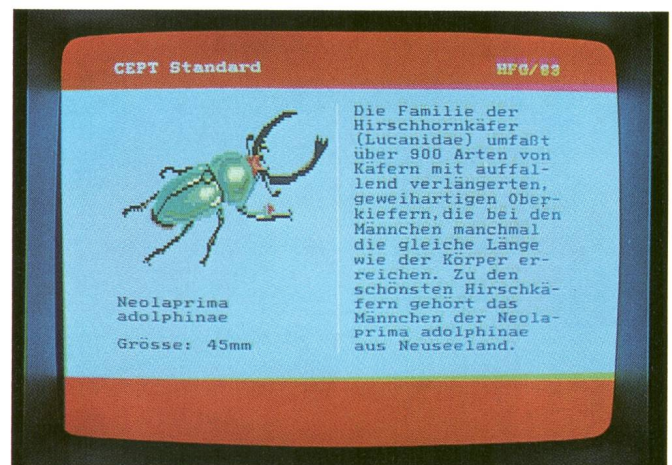 CEPT Standard
HFG/83
Neolaprima
adolphinae
Grösse: 45mm
Die Familie der
Hirschhornkäfer
(Lucanidae) umfaßt
über 900 Arten von
Käfern mit auffal-
lend verlängerten,
geweihartigen Ober-
kiefern,die bei den
Männchen manchmal
die gleiche Länge
wie der Körper er-
reichen. Zu den
schönsten Hirschkä-
fern gehört das
Männchen der Neola-
prima adolphinae
aus Neuseeland.